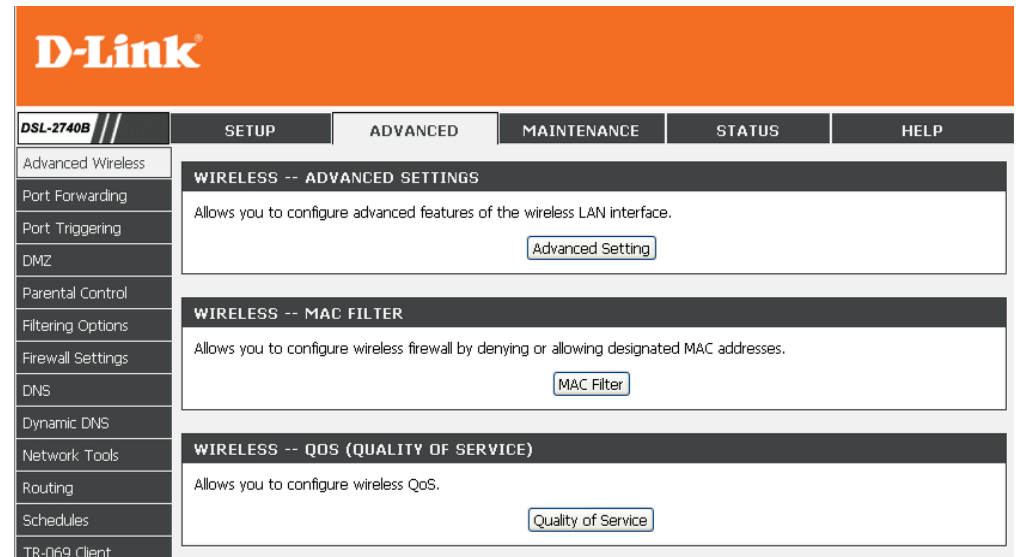 D-Link®
DSL-2740B
SETUP
ADVANCED
MAINTENANCE
STATUS
HELP
Advanced Wireless
Port Forwarding
Port Triggering
DMZ
Parental Control
Filtering Options
Firewall Settings
DNS
Dynamic DNS
Network Tools
Routing
Schedules
TR-069 Client
WIRELESS -- ADVANCED SETTINGS
Allows you to configure advanced features of the wireless LAN interface.
Advanced Setting
WIRELESS -- MAC FILTER
Allows you to configure wireless firewall by denying or allowing designated MAC addresses.
MAC Filter
WIRELESS -- QOS (QUALITY OF SERVICE)
Allows you to configure wireless QoS.
Quality of Service